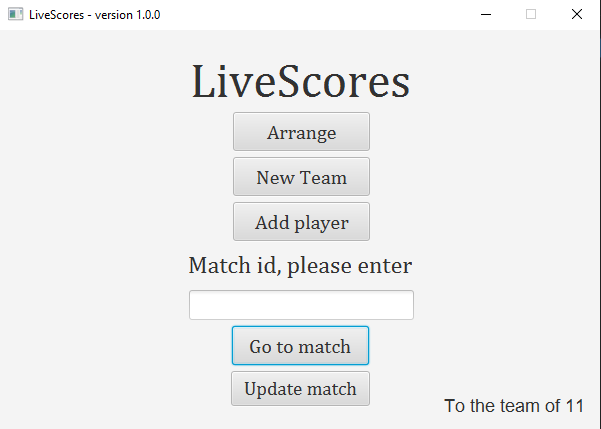 LiveScores - version 1.0.0
LiveScores
Arrange
New Team
Add player
Match id, please enter
Go to match
Update match
To the team of 11